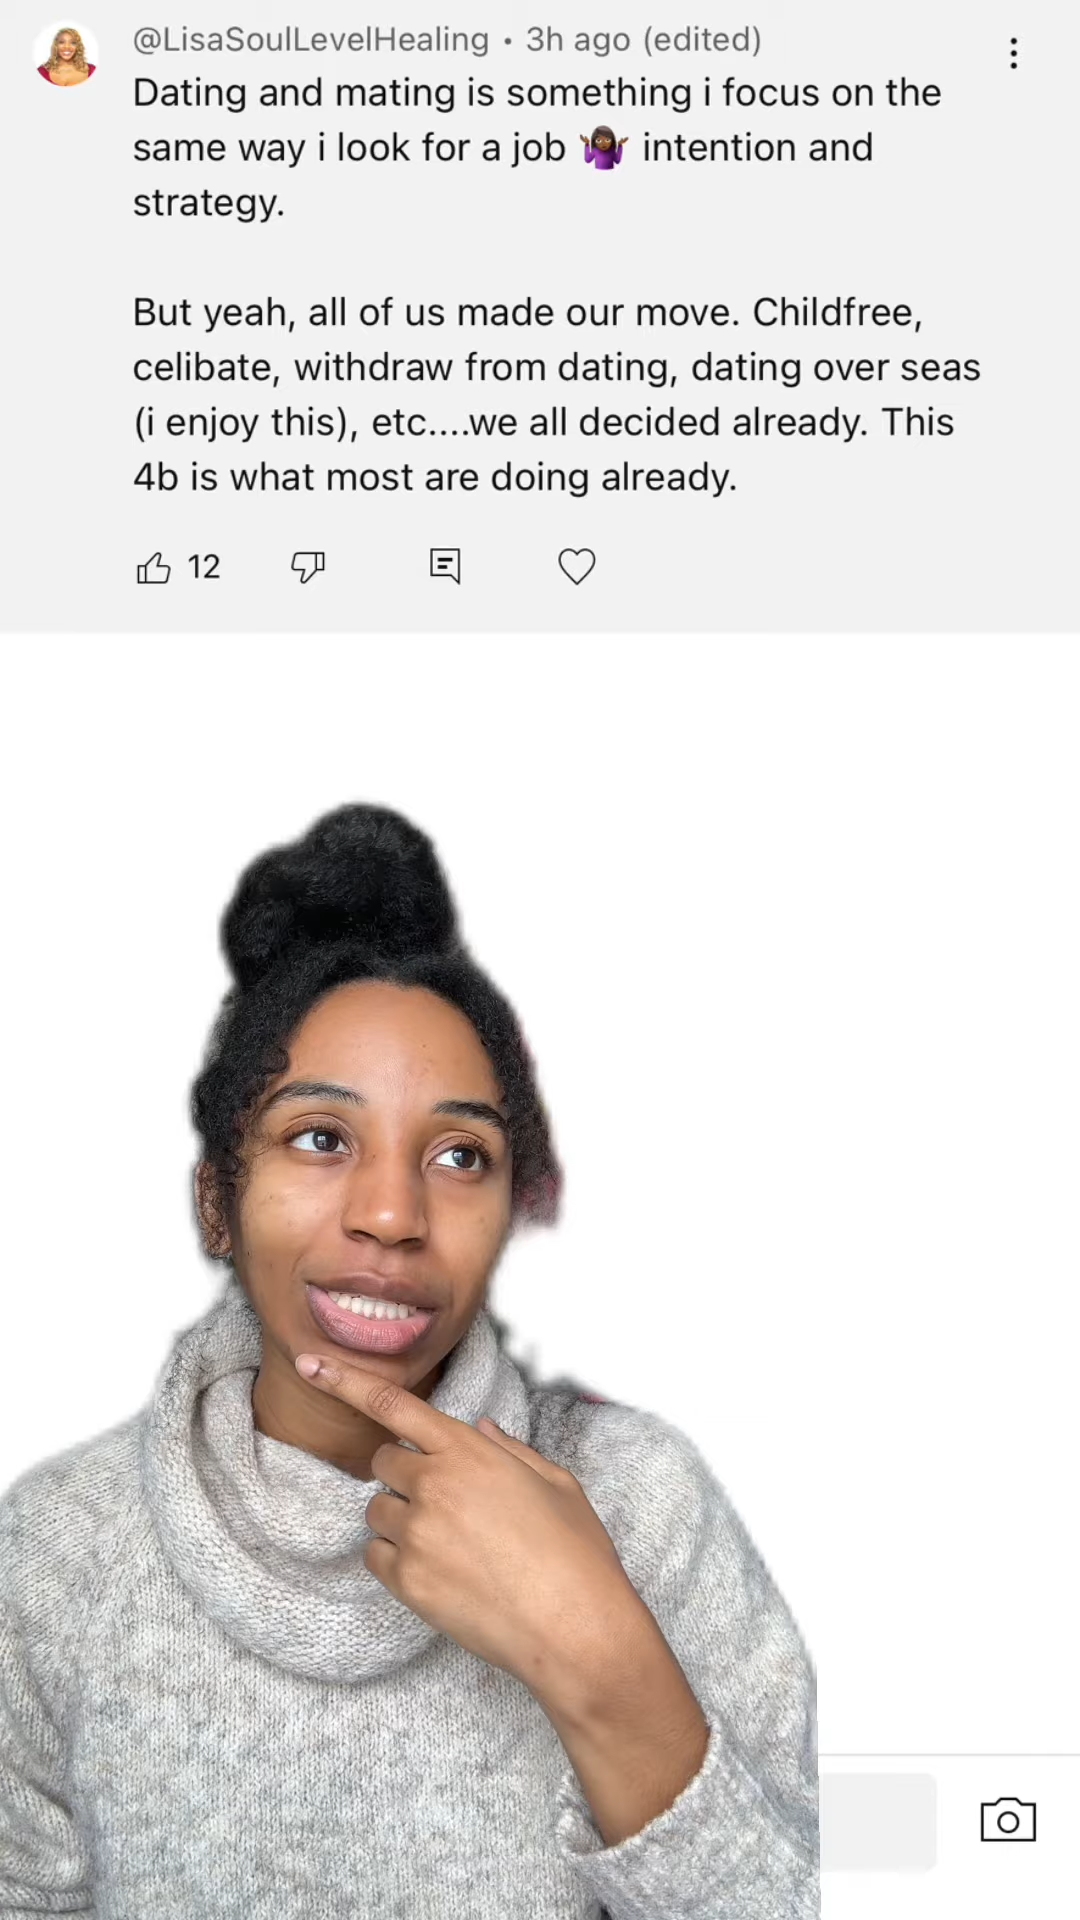 @LisaSoulLevelHealing • 3h ago (edited)
Dating and mating is something i focus on the
same way i look for a job 🤷🏾‍♀️ intention and
strategy.
But yeah, all of us made our move. Childfree,
celibate, withdraw from dating, dating over seas
(i enjoy this), etc....we all decided already. This
4b is what most are doing already.
12